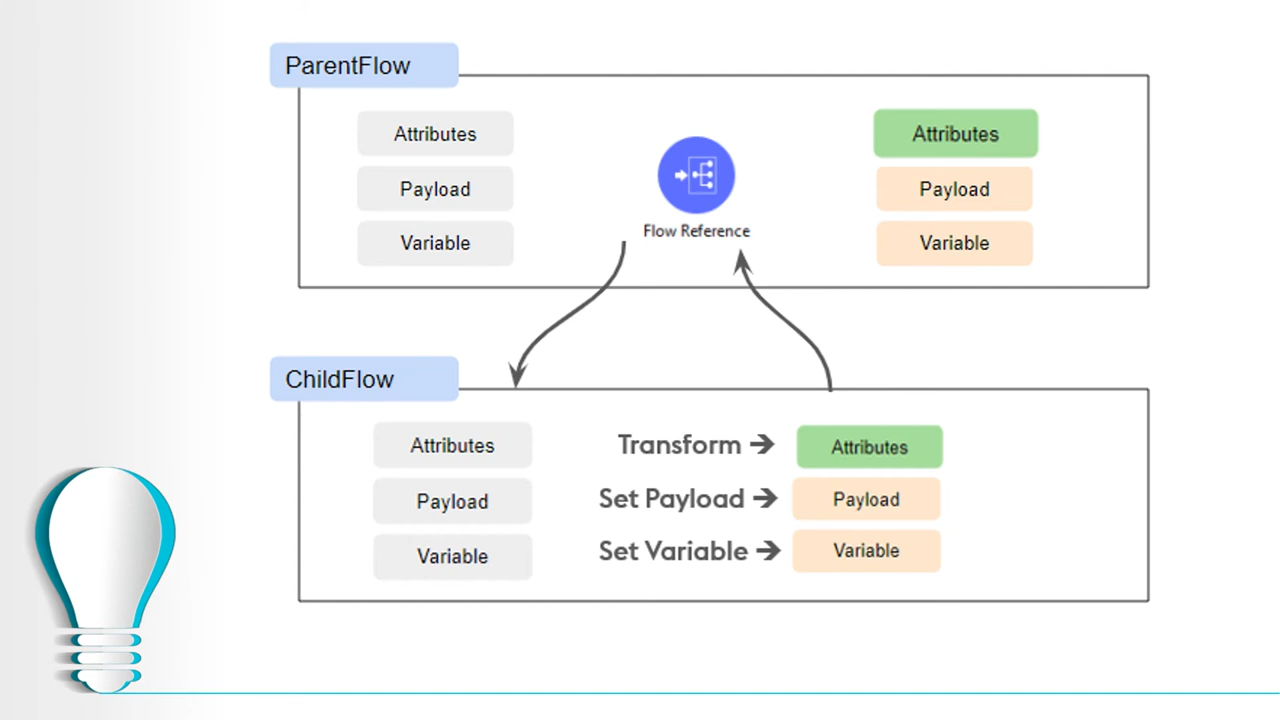 ParentFlow
Attributes
Payload
Variable
Flow Reference
Attributes
Payload
Variable
ChildFlow
Attributes
Payload
Variable
Transform → Attributes
Set Payload → Payload
Set Variable → Variable